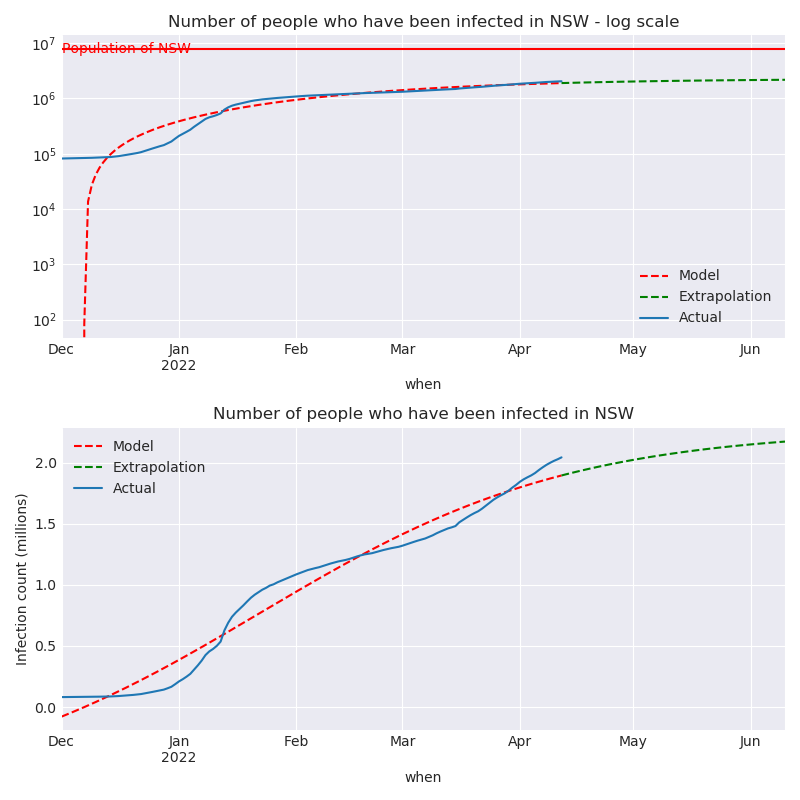 Number of people who have been infected in NSW - log scale
10⁷
Population of NSW
10⁶
10⁵
10⁴
10³
10²
Model
Extrapolation
Actual
Dec Jan Feb Mar Apr May Jun
2022
when
Number of people who have been infected in NSW
Model
Extrapolation
Actual
Infection count (millions)
2.0
1.5
1.0
0.5
0.0
Dec Jan Feb Mar Apr May Jun
2022
when